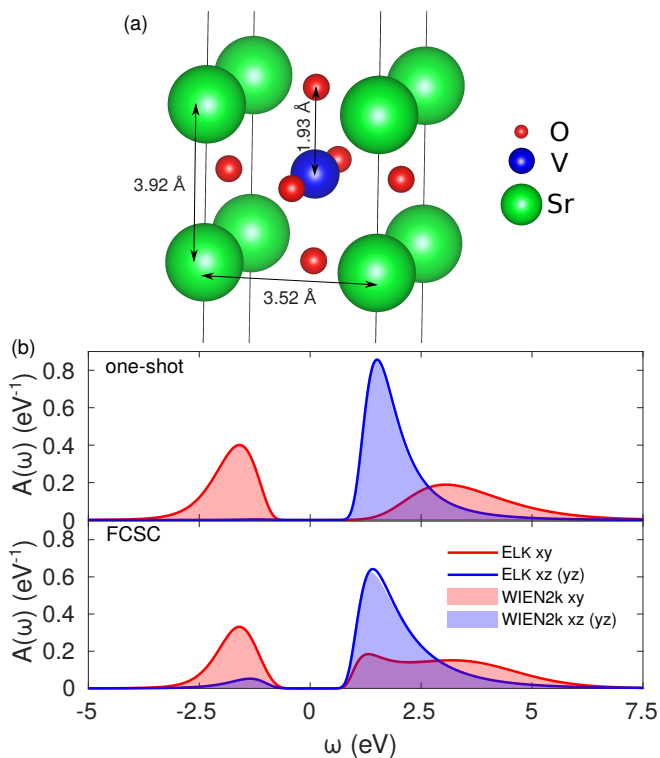 (a)
3.92 Å
1.93 Å
3.52 Å
O
V
Sr
(b)
one-shot
A(ω) (eV⁻¹)
0.8
0.6
0.4
0.2
0
FCSC
A(ω) (eV⁻¹)
0.8
0.6
0.4
0.2
0
ELK xy
ELK xz (yz)
WIEN2k xy
WIEN2k xz (yz)
-5 -2.5 0 2.5 5 7.5
ω (eV)